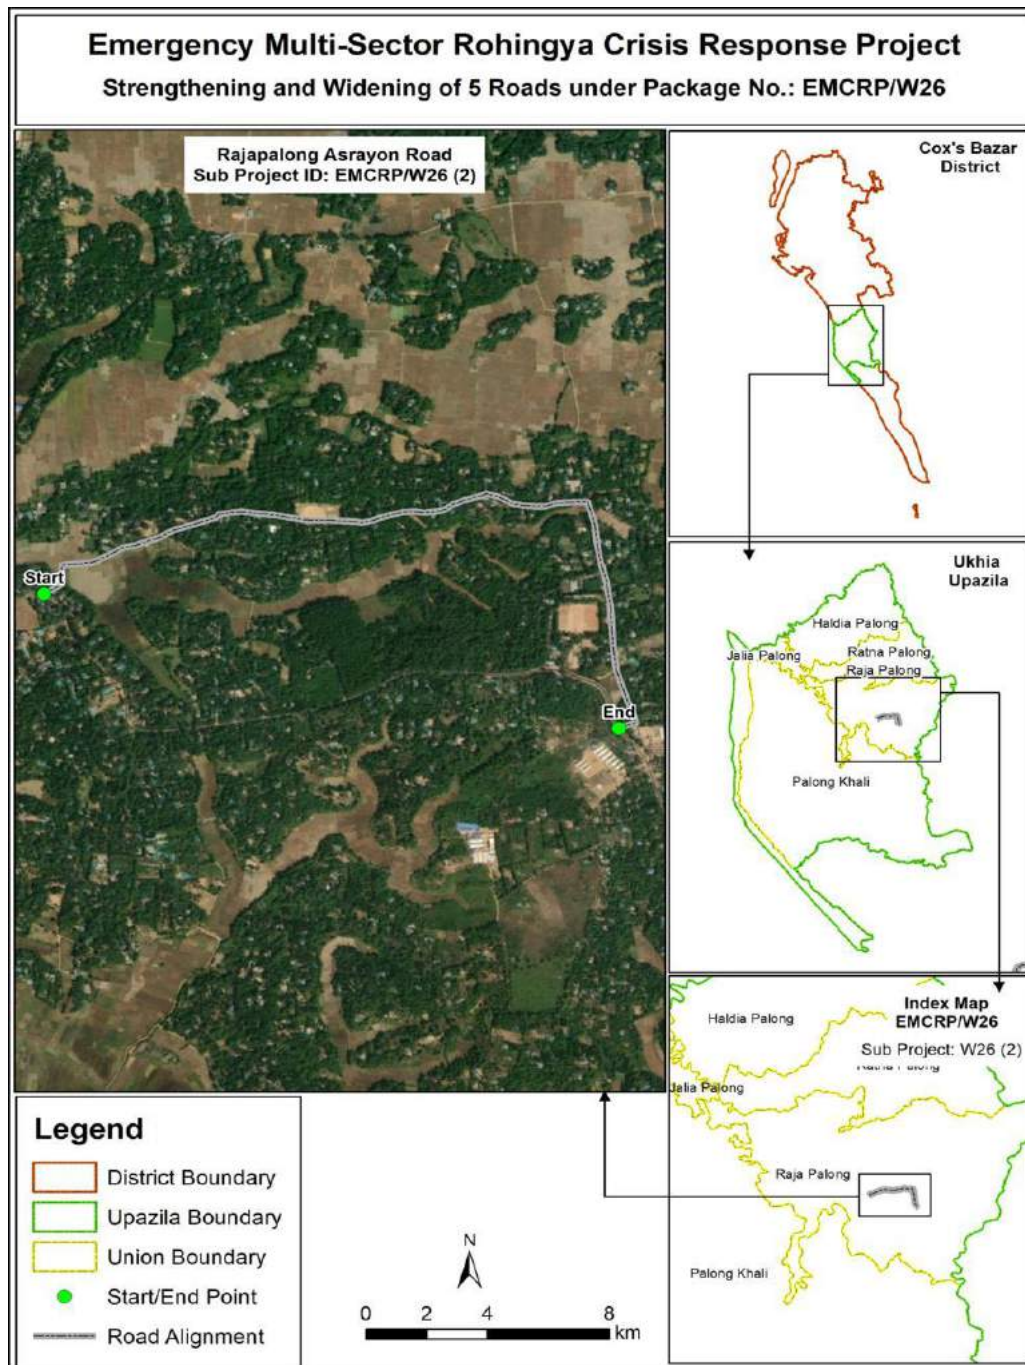 Emergency Multi-Sector Rohingya Crisis Response Project
Strengthening and Widening of 5 Roads under Package No.: EMCRP/W26
Rajapalong Asrayon Road
Sub Project ID: EMCRP/W26 (2)
Start
End
Cox's Bazar
District
Ukhia
Upazila
Haldia Palong
Jalia Palong
Ratna Palong,
Raja Palong
Palong Khali
Index Map
EMCRP/W26
Sub Project: W26 (2)
Haldia Palong
Ratna Palong
Jalia Palong
Raja Palong
Palong Khali
Legend
District Boundary
Upazila Boundary
Union Boundary
Start/End Point
Road Alignment
N
0 2 4 8
km